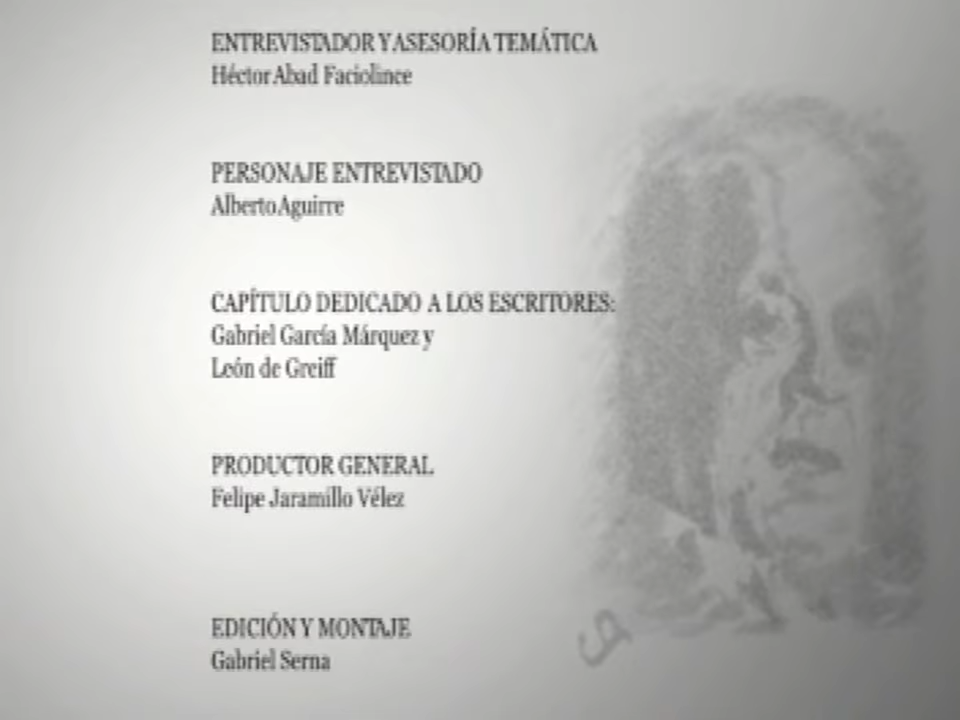 ENTREVISTADOR Y ASESORÍA TEMÁTICA
Héctor Abad Faciolince
PERSONAJE ENTREVISTADO
Alberto Aguirre
CAPÍTULO DEDICADO A LOS ESCRITORES:
Gabriel García Márquez y
León de Greiff
PRODUCTOR GENERAL
Felipe Jaramillo Vélez
EDICIÓN Y MONTAJE
Gabriel Serna